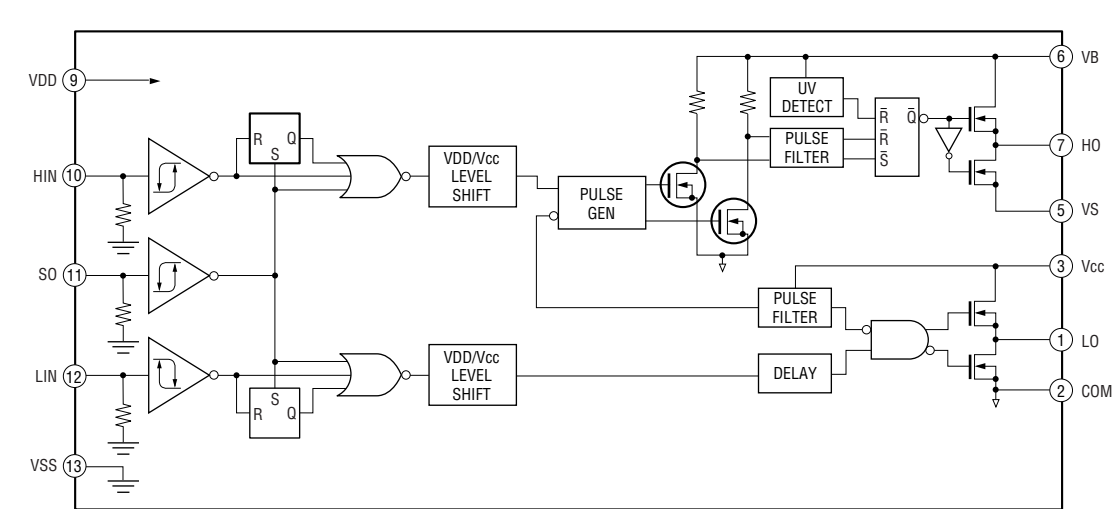 VDD 9
HIN 10
SO 11
LIN 12
VSS 13
R Q
S
VDD/Vcc
LEVEL
SHIFT
PULSE
GEN
UV
DETECT
PULSE
FILTER
R̅ Q̅
R̅
S̅
6 VB
7 HO
5 VS
3 Vcc
PULSE
FILTER
1 LO
2 COM
DELAY
VDD/Vcc
LEVEL
SHIFT
S
R Q